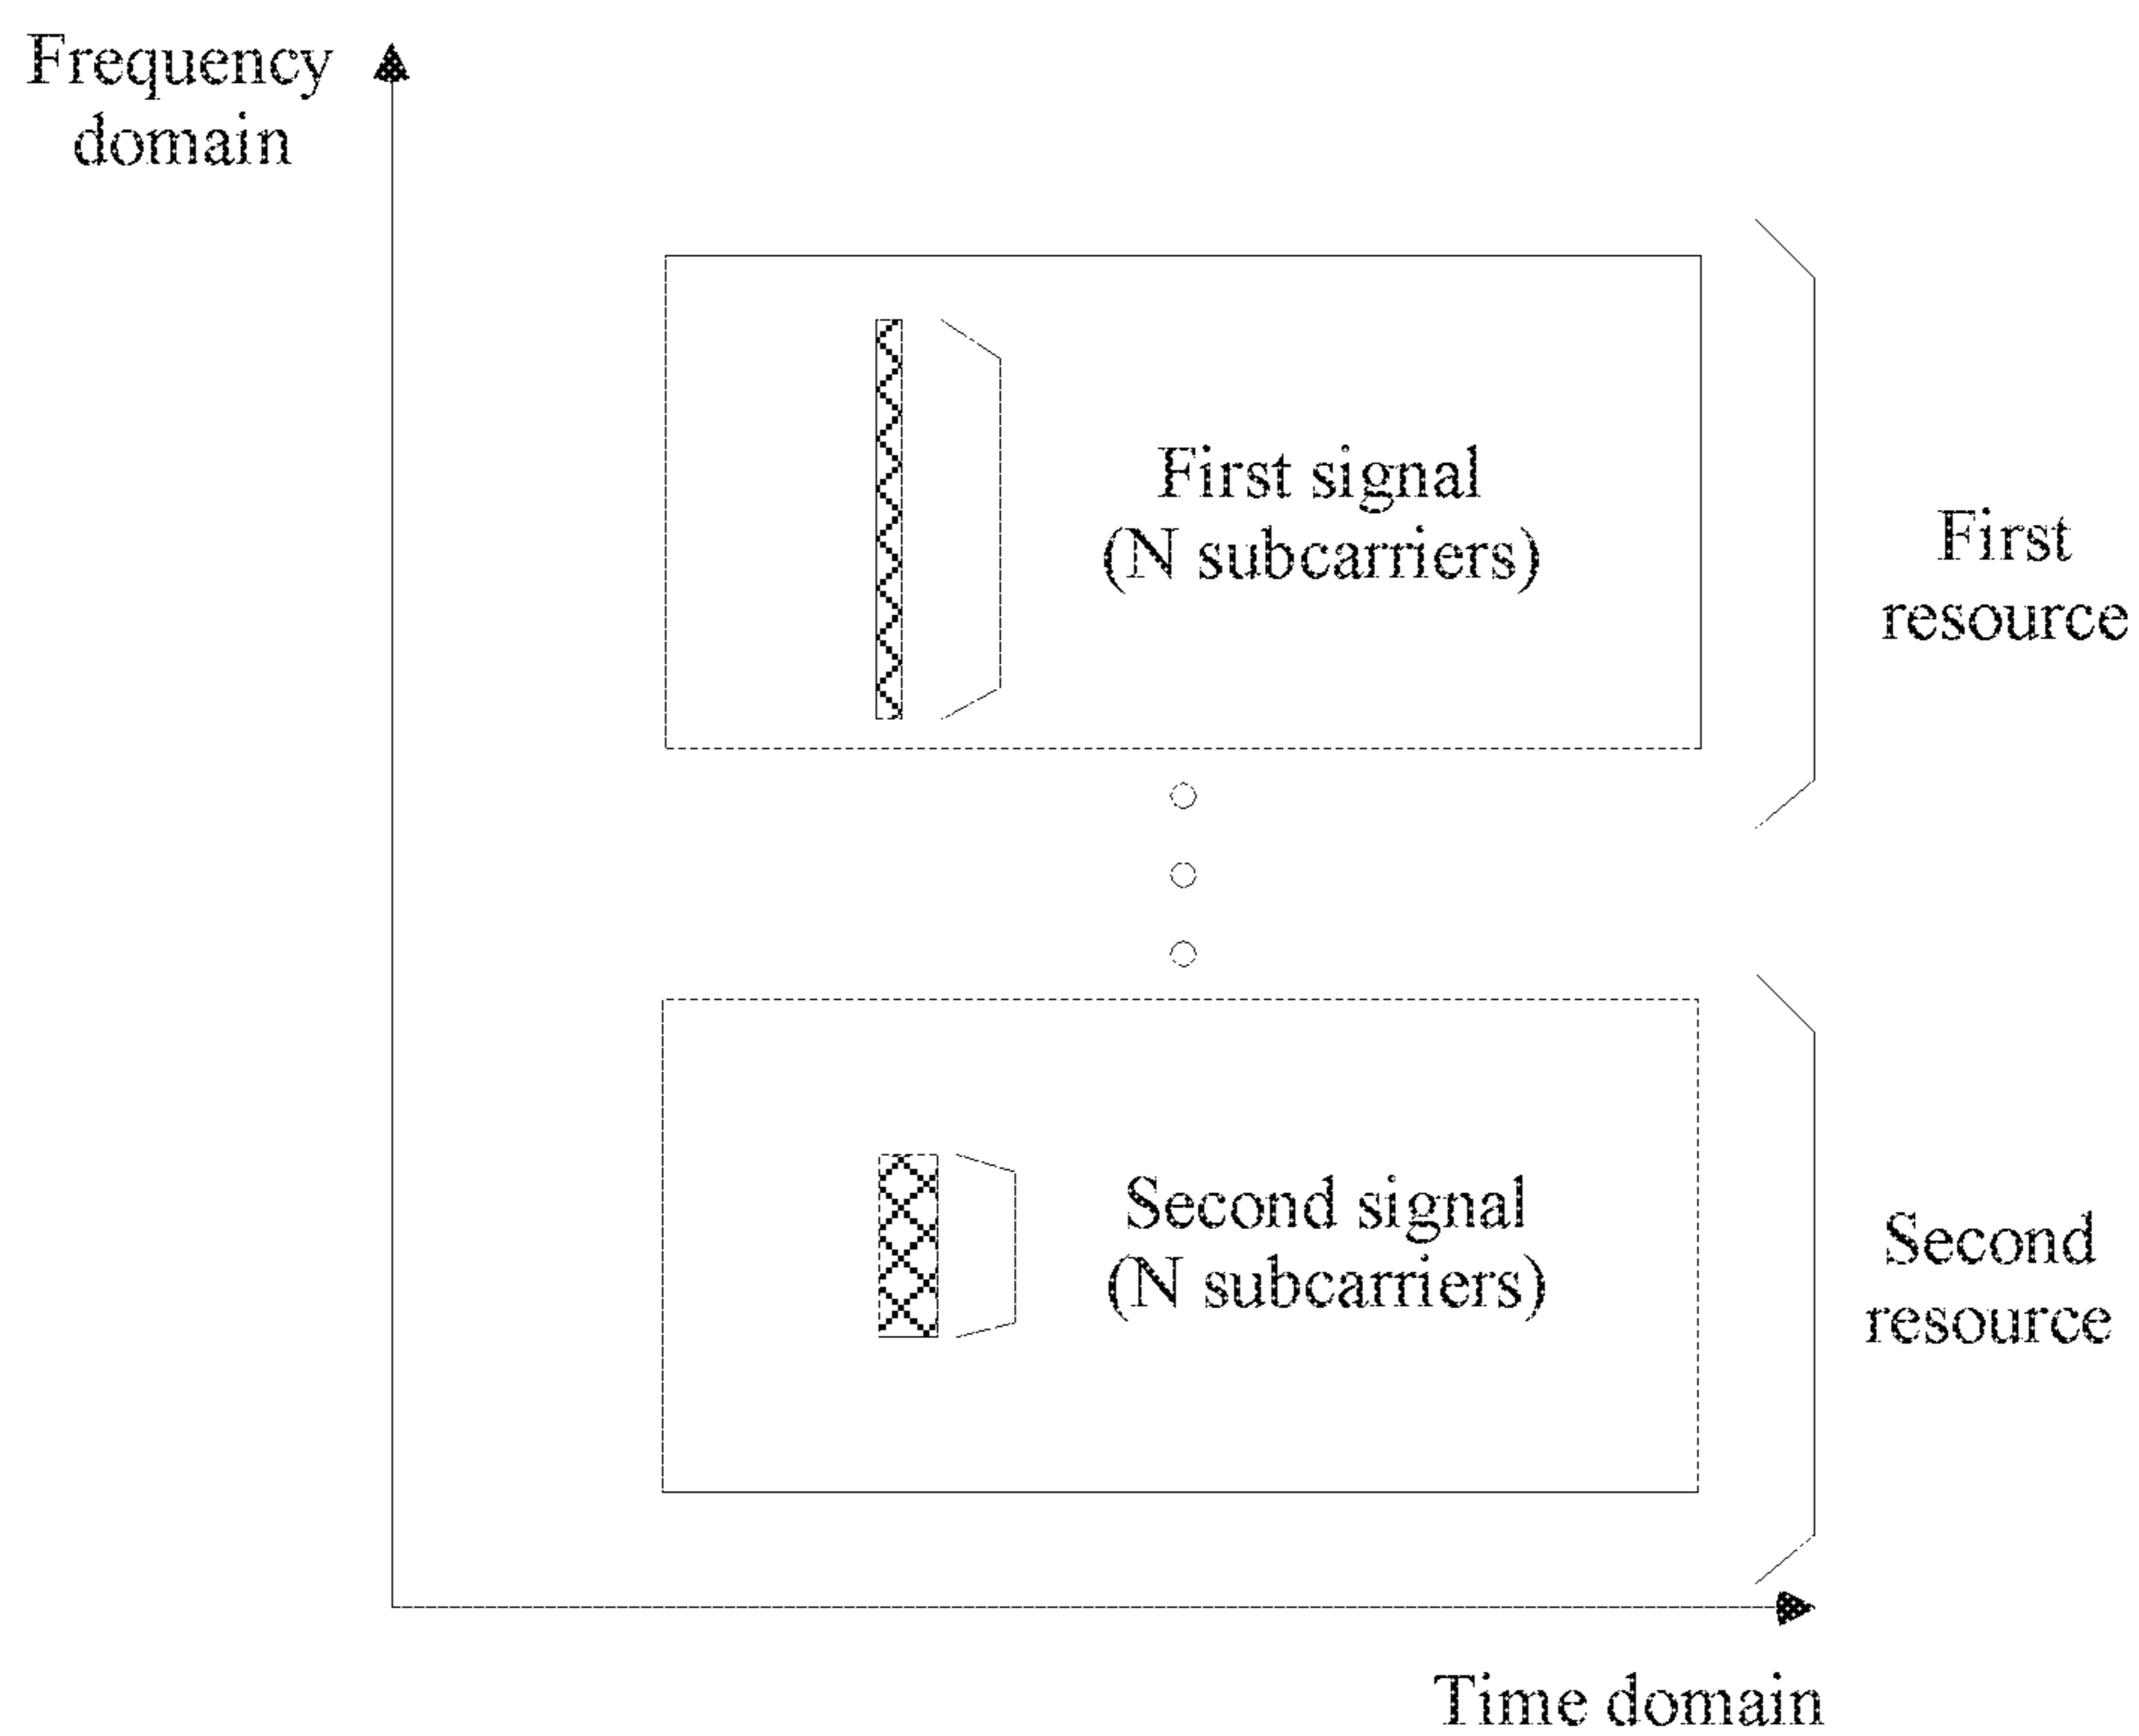 Frequency
domain
First signal
(N subcarriers)
First
resource
Second signal
(N subcarriers)
Second
resource
Time domain